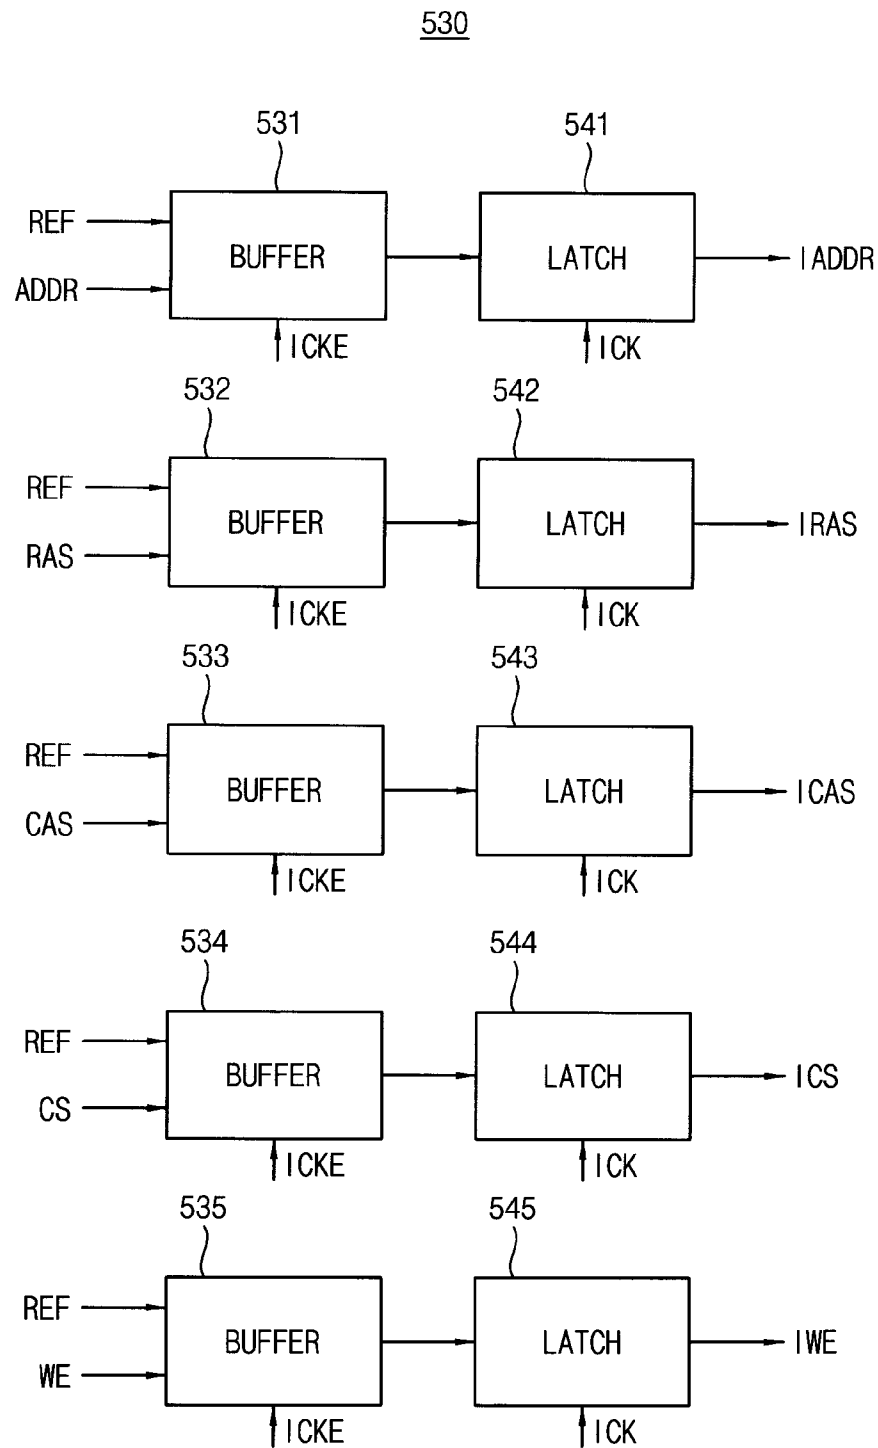 530
531 541
REF
ADDR
BUFFER LATCH IADDR
ICKE ICK
532 542
REF
RAS
BUFFER LATCH IRAS
ICKE ICK
533 543
REF
CAS
BUFFER LATCH ICAS
ICKE ICK
534 544
REF
CS
BUFFER LATCH ICS
ICKE ICK
535 545
REF
WE
BUFFER LATCH IWE
ICKE ICK